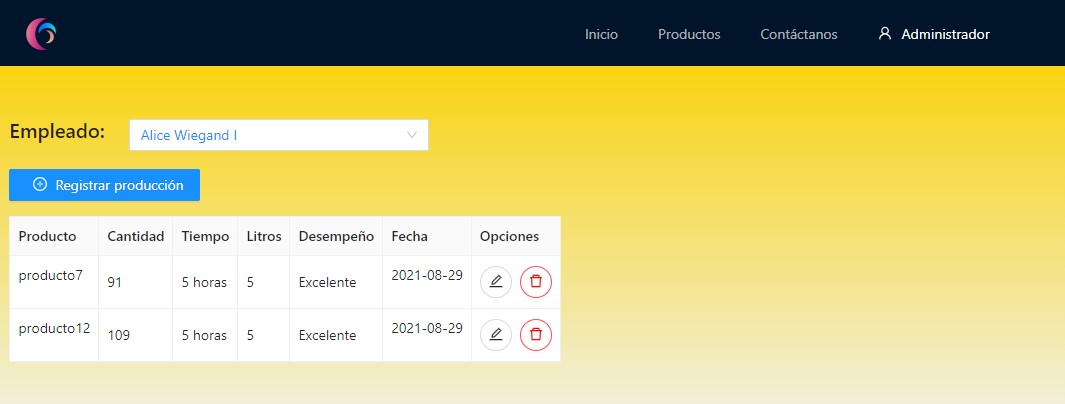 Inicio Productos Contáctanos Administrador
Empleado: Alice Wiegand I
Registrar producción
Producto Cantidad Tiempo Litros Desempeño Fecha Opciones
producto7 91 5 horas 5 Excelente 2021-08-29
producto12 109 5 horas 5 Excelente 2021-08-29